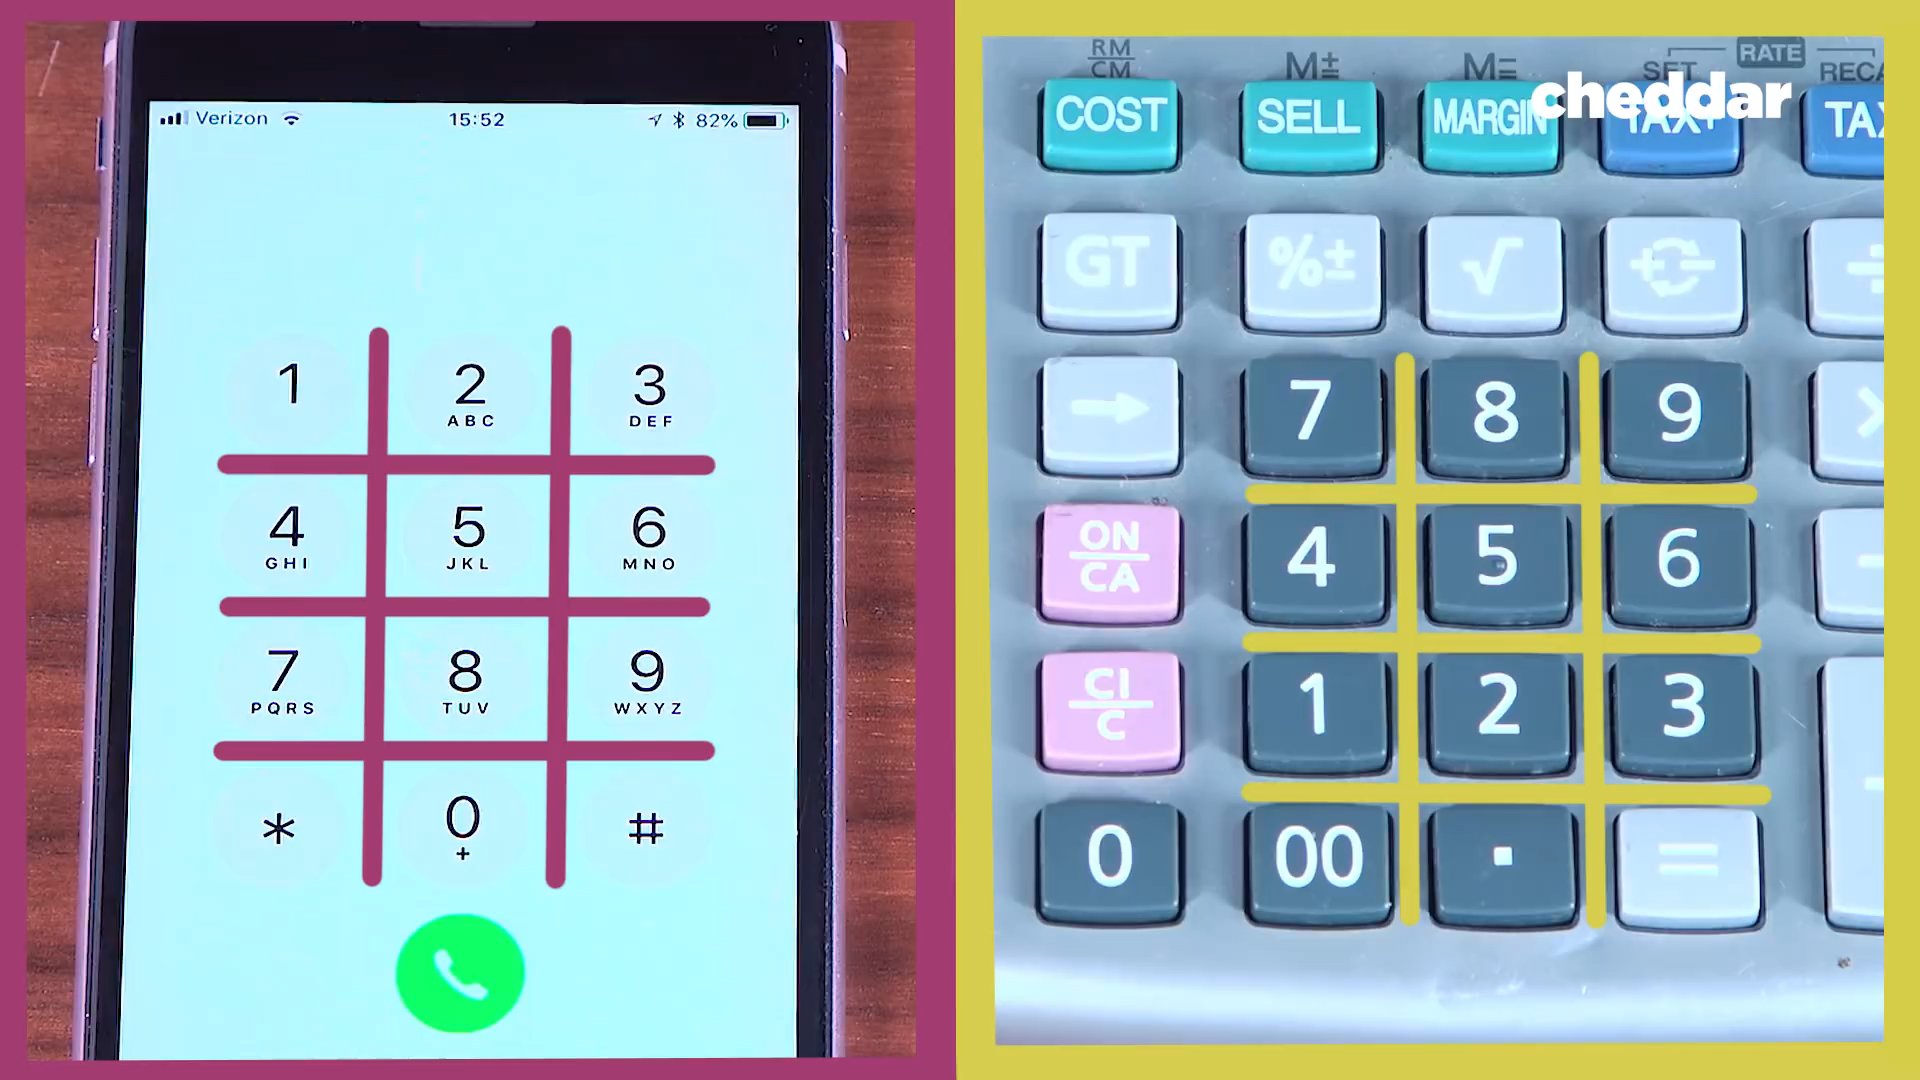 Verizon 15:52 82%
1 2 3
ABC DEF
4 5 6
GHI JKL MNO
7 8 9
PQRS TUV WXYZ
* 0 #
+
RM M± M= SET RATE
CM
cheddar
COST SELL MARGIN TAX+
GT %± √
→ 7 8 9 ×
ON 4 5 6 -
CA
CI 1 2 3
C
0 00 . =